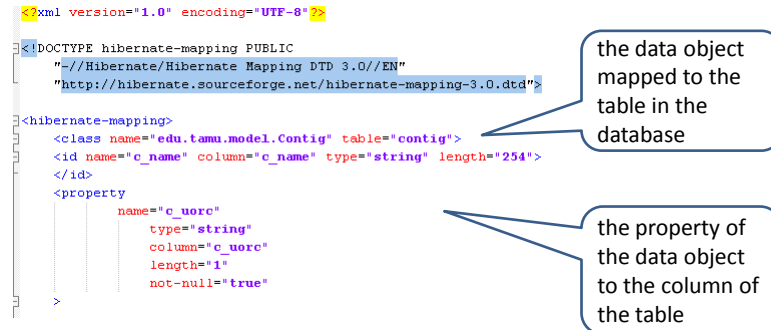 <?xml version="1.0" encoding="UTF-8"?>
<!DOCTYPE hibernate-mapping PUBLIC
"-//Hibernate/Hibernate Mapping DTD 3.0//EN"
"http://hibernate.sourceforge.net/hibernate-mapping-3.0.dtd">
<hibernate-mapping>
<class name="edu.tamu.model.Contig" table="contig">
<id name="c_name" column="c_name" type="string" length="254">
</id>
<property
name="c_uorc"
type="string"
column="c_uorc"
length="1"
not-null="true"
>
the data object
mapped to the
table in the
database
the property of
the data object
to the column of
the table